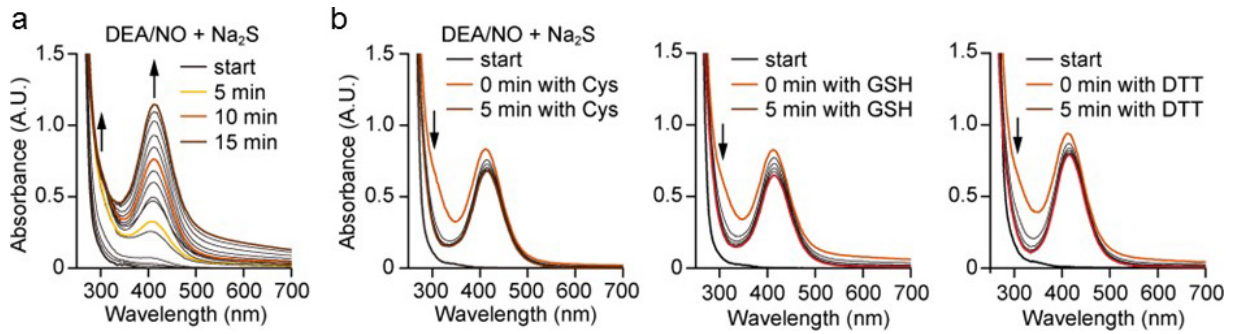 a
DEA/NO + Na₂S
start
5 min
10 min
15 min
Absorbance (A.U.)
1.5
1.0
0.5
0
300 400 500 600 700
Wavelength (nm)
b
DEA/NO + Na₂S
start
0 min with Cys
5 min with Cys
Absorbance (A.U.)
1.5
1.0
0.5
0
300 400 500 600 700
Wavelength (nm)
start
0 min with GSH
5 min with GSH
1.5
1.0
0.5
0
300 400 500 600 700
Wavelength (nm)
start
0 min with DTT
5 min with DTT
1.5
1.0
0.5
0
300 400 500 600 700
Wavelength (nm)